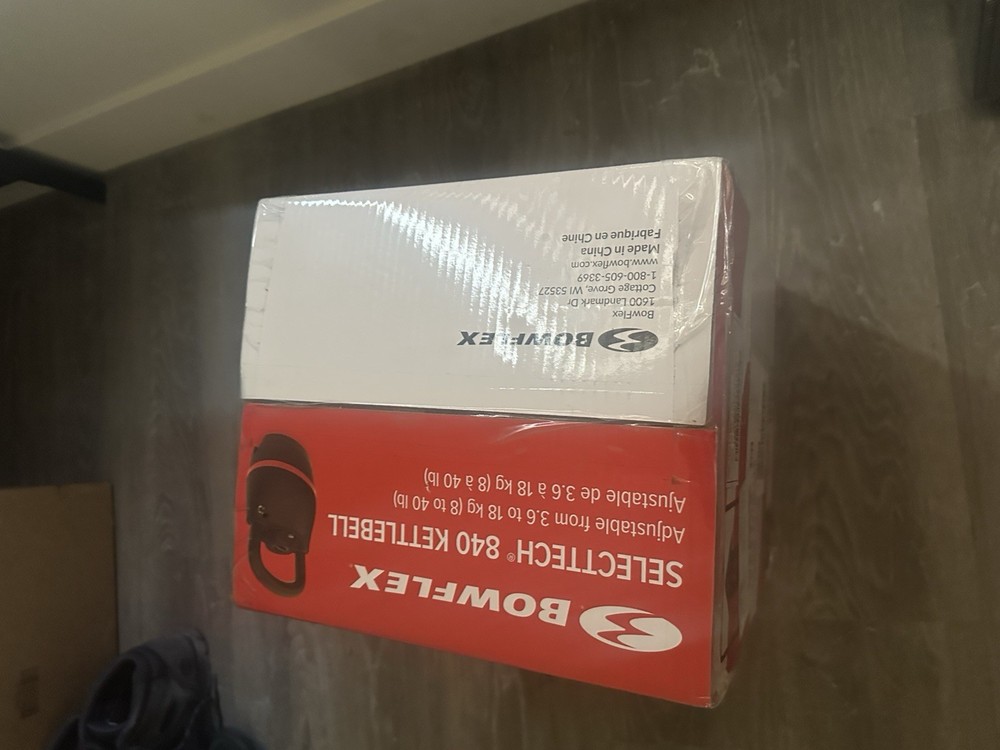 BOWFLEX
SELECTTECH® 840 KETTLEBELL
Adjustable from 3.6 to 18 kg (8 to 40 lb)
Ajustable de 3.6 à 18 kg (8 à 40 lb)
BOWFLEX
BowFlex
1600 Landmark Dr
Cottage Grove, WI 53527
1-800-605-3369
www.bowflex.com
Made in China
Fabrique en Chine